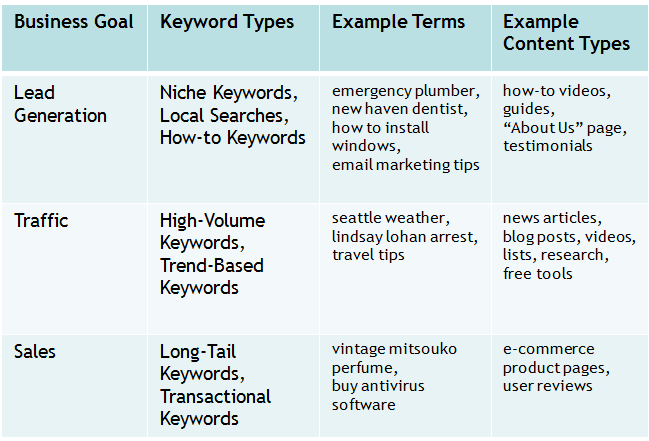 Business Goal
Keyword Types
Example Terms
Example
Content Types
Lead
Generation
Niche Keywords,
Local Searches,
How-to Keywords
emergency plumber,
new haven dentist,
how to install
windows,
email marketing tips
how-to videos,
guides,
“About Us” page,
testimonials
Traffic
High-Volume
Keywords,
Trend-Based
Keywords
seattle weather,
lindsay lohan arrest,
travel tips
news articles,
blog posts, videos,
lists, research,
free tools
Sales
Long-Tail
Keywords,
Transactional
Keywords
vintage mitsouko
perfume,
buy antivirus
software
e-commerce
product pages,
user reviews